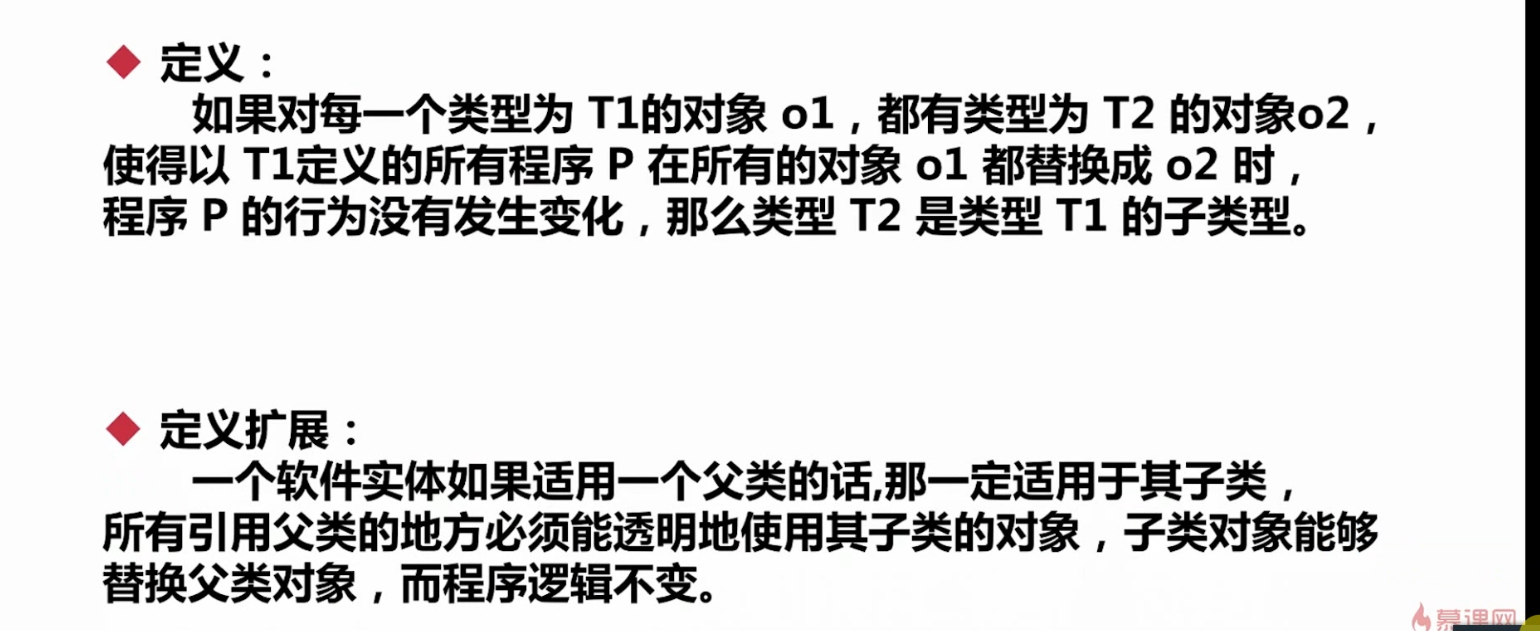 定义：
如果对每一个类型为 T1的对象 o1，都有类型为 T2 的对象o2，
使得以 T1定义的所有程序 P 在所有的对象 o1 都替换成 o2 时，
程序 P 的行为没有发生变化，那么类型 T2 是类型 T1 的子类型。
定义扩展：
一个软件实体如果适用一个父类的话,那一定适用于其子类，
所有引用父类的地方必须能透明地使用其子类的对象，子类对象能够
替换父类对象，而程序逻辑不变。
慕课网